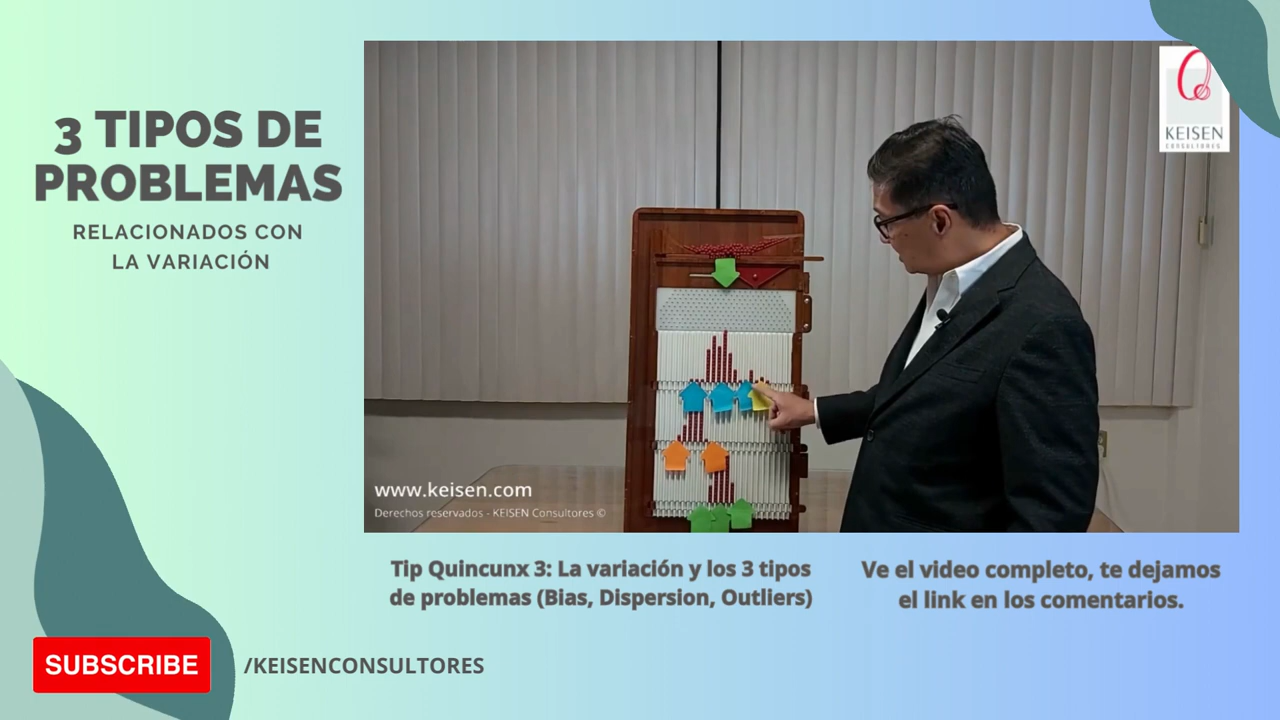 3 TIPOS DE
PROBLEMAS
RELACIONADOS CON
LA VARIACIÓN
KEISEN
CONSULTORES
www.keisen.com
Derechos reservados - KEISEN Consultores ©
Tip Quincunx 3: La variación y los 3 tipos
de problemas (Bias, Dispersion, Outliers)
Ve el video completo, te dejamos
el link en los comentarios.
SUBSCRIBE
/KEISENCONSULTORES